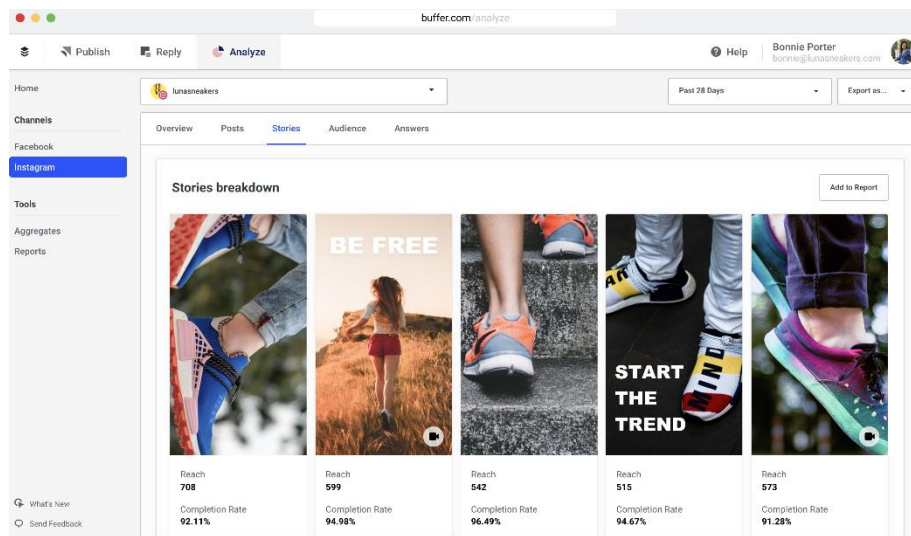 buffer.com/analyze
Publish Reply Analyze Help Bonnie Porter
bonnie@lunasneakers.com
Home
lunasneakers Past 28 Days Export as...
Channels
Overview Posts Stories Audience Answers
Facebook
Instagram
Stories breakdown Add to Report
Tools
Aggregates
Reports
BE FREE
START
THE
TREND
MIND
Reach Reach Reach Reach Reach
708 599 542 515 573
Completion Rate Completion Rate Completion Rate Completion Rate Completion Rate
92.11% 94.98% 96.49% 94.67% 91.28%
What's New
Send Feedback